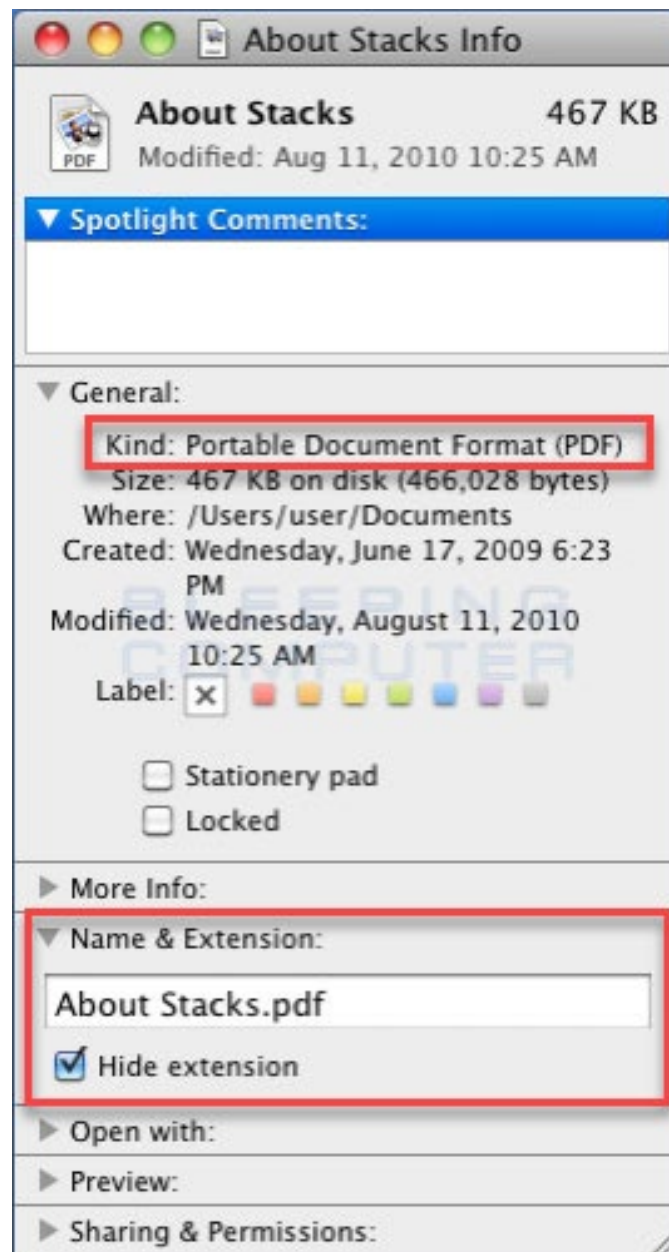 About Stacks Info
About Stacks 467 KB
PDF
Modified: Aug 11, 2010 10:25 AM
Spotlight Comments:
General:
Kind: Portable Document Format (PDF)
Size: 467 KB on disk (466,028 bytes)
Where: /Users/user/Documents
Created: Wednesday, June 17, 2009 6:23
PM
BLEEPING
Modified: Wednesday, August 11, 2010
10:25 AM
COMPUTER
Label:
Stationery pad
Locked
More Info:
Name & Extension:
About Stacks.pdf
Hide extension
Open with:
Preview:
Sharing & Permissions: